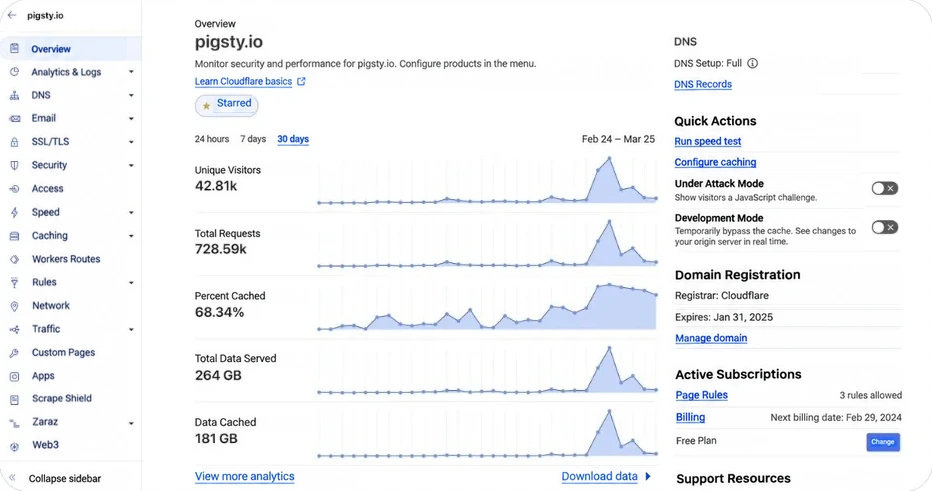 pigsty.io
Overview
Analytics & Logs
DNS
Email
SSL/TLS
Security
Access
Speed
Caching
Workers Routes
Rules
Network
Traffic
Custom Pages
Apps
Scrape Shield
Zaraz
Web3
Collapse sidebar
Overview
pigsty.io
Monitor security and performance for pigsty.io. Configure products in the menu.
Learn Cloudflare basics
Starred
24 hours 7 days 30 days Feb 24 – Mar 25
Unique Visitors
42.81k
Total Requests
728.59k
Percent Cached
68.34%
Total Data Served
264 GB
Data Cached
181 GB
View more analytics Download data
DNS
DNS Setup: Full
DNS Records
Quick Actions
Run speed test
Configure caching
Under Attack Mode
Show visitors a JavaScript challenge.
Development Mode
Temporarily bypass the cache. See changes to
your origin server in real time.
Domain Registration
Registrar: Cloudflare
Expires: Jan 31, 2025
Manage domain
Active Subscriptions
Page Rules 3 rules allowed
Billing Next billing date: Feb 29, 2024
Free Plan Change
Support Resources